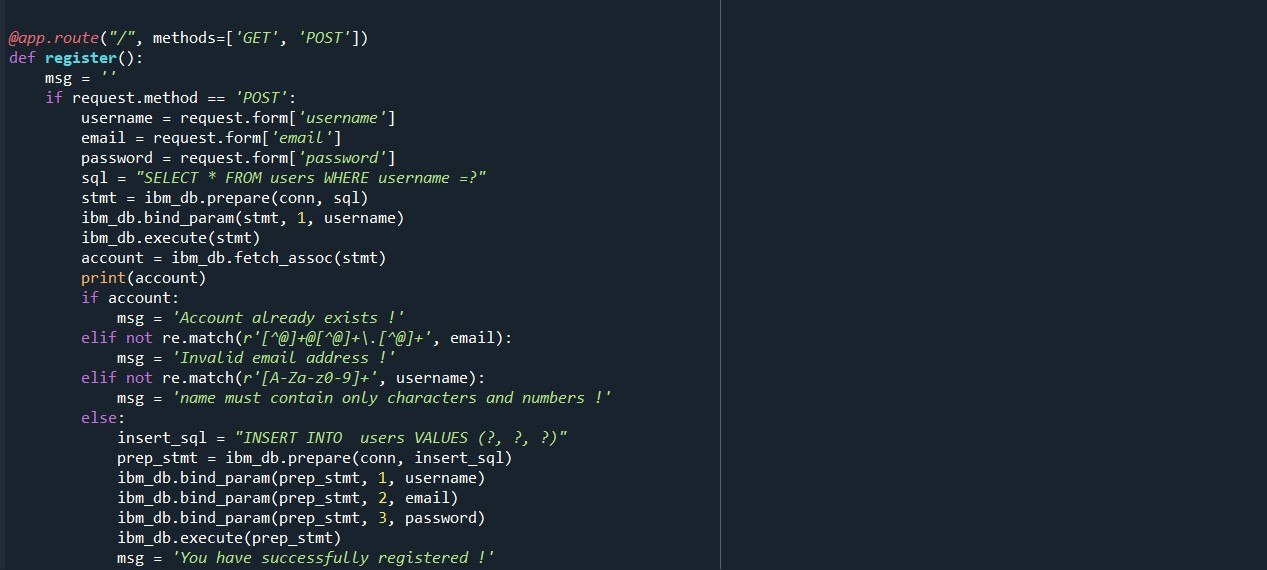 @app.route("/", methods=['GET', 'POST'])
def register():
    msg = ''
    if request.method == 'POST':
        username = request.form['username']
        email = request.form['email']
        password = request.form['password']
        sql = "SELECT * FROM users WHERE username =?"
        stmt = ibm_db.prepare(conn, sql)
        ibm_db.bind_param(stmt, 1, username)
        ibm_db.execute(stmt)
        account = ibm_db.fetch_assoc(stmt)
        print(account)
        if account:
            msg = 'Account already exists !'
        elif not re.match(r'[^@]+@[^@]+\.[^@]+', email):
            msg = 'Invalid email address !'
        elif not re.match(r'[A-Za-z0-9]+', username):
            msg = 'name must contain only characters and numbers !'
        else:
            insert_sql = "INSERT INTO  users VALUES (?, ?, ?)"
            prep_stmt = ibm_db.prepare(conn, insert_sql)
            ibm_db.bind_param(prep_stmt, 1, username)
            ibm_db.bind_param(prep_stmt, 2, email)
            ibm_db.bind_param(prep_stmt, 3, password)
            ibm_db.execute(prep_stmt)
            msg = 'You have successfully registered !'